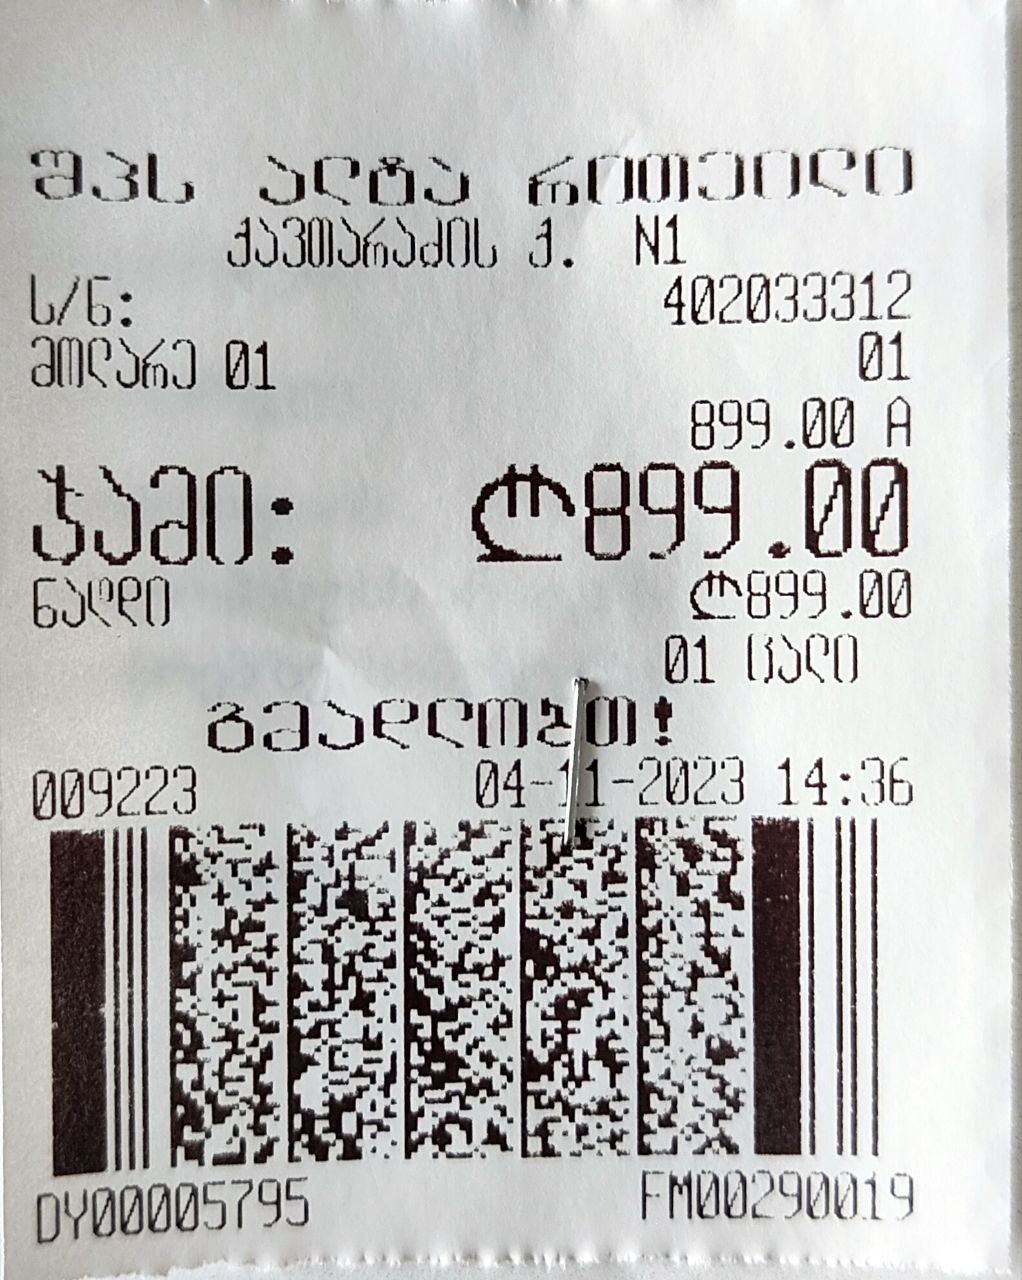 შპს ალტა რითეილი
ქავთარაძის ქ. N1
ს/ნ: 402033312
მოლარე 01 01
899.00 A
ჯამი: ₾899.00
ნაღდი ₾899.00
01 ცალი
გმადლობთ!
009223 04-11-2023 14:36
DY00005795 FM00290019